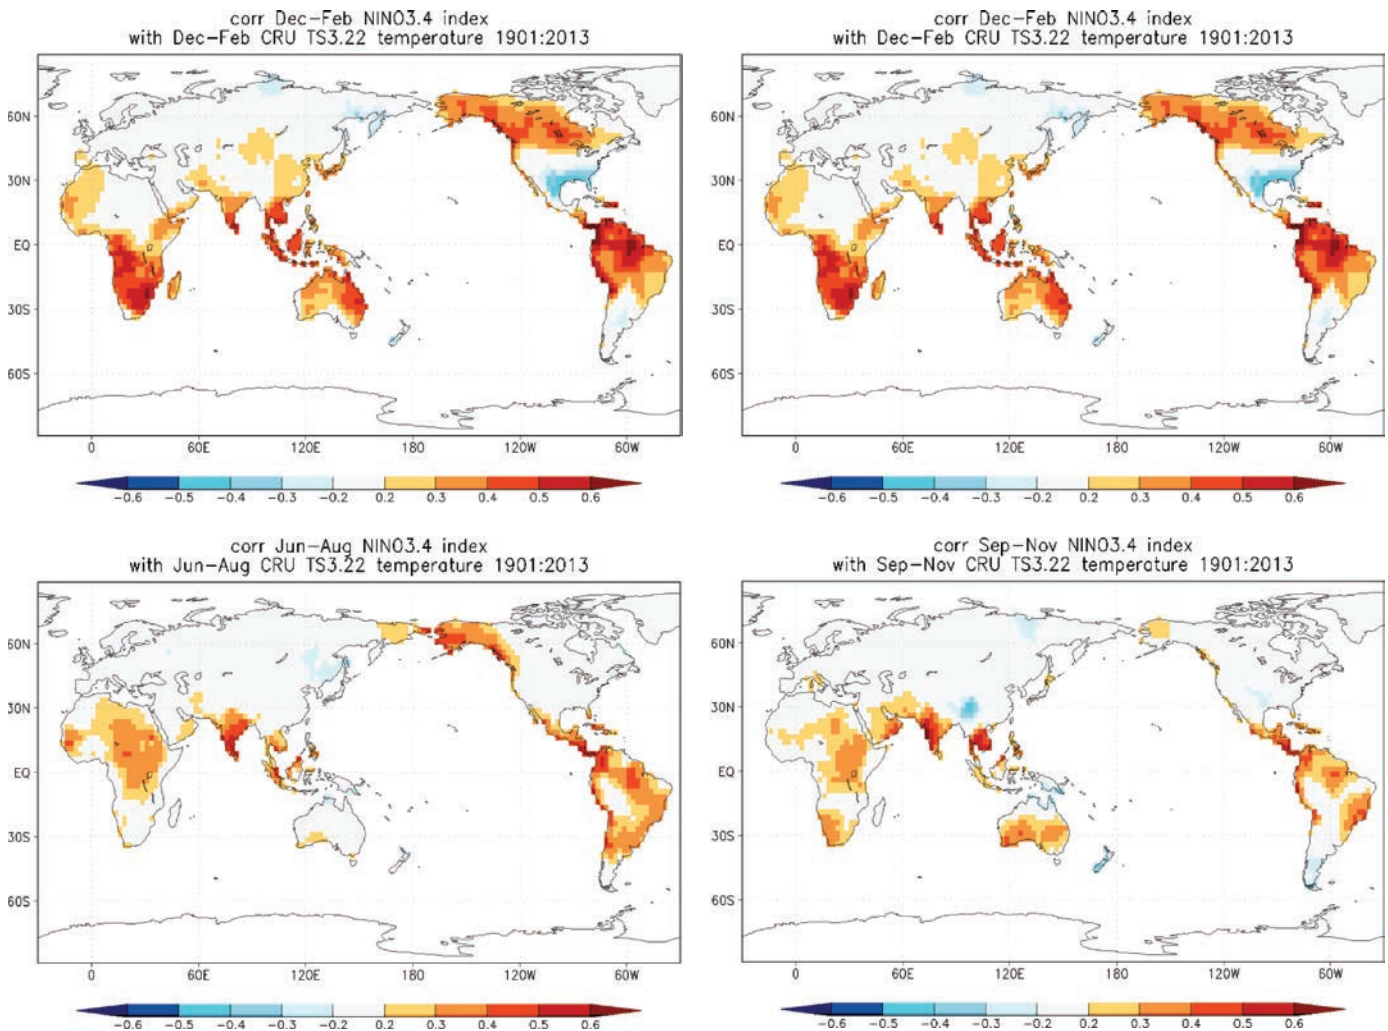 corr Dec-Feb NINO3.4 index
with Dec-Feb CRU TS3.22 temperature 1901:2013
60N
30N
EQ
30S
60S
0 60E 120E 180 120W 60W
-0.6 -0.5 -0.4 -0.3 -0.2 0.2 0.3 0.4 0.5 0.6
corr Dec-Feb NINO3.4 index
with Dec-Feb CRU TS3.22 temperature 1901:2013
60N
30N
EQ
30S
60S
0 60E 120E 180 120W 60W
-0.6 -0.5 -0.4 -0.3 -0.2 0.2 0.3 0.4 0.5 0.6
corr Jun-Aug NINO3.4 index
with Jun-Aug CRU TS3.22 temperature 1901:2013
60N
30N
EQ
30S
60S
0 60E 120E 180 120W 60W
-0.6 -0.5 -0.4 -0.3 -0.2 0.2 0.3 0.4 0.5 0.6
corr Sep-Nov NINO3.4 index
with Sep-Nov CRU TS3.22 temperature 1901:2013
60N
30N
EQ
30S
60S
0 60E 120E 180 120W 60W
-0.6 -0.5 -0.4 -0.3 -0.2 0.2 0.3 0.4 0.5 0.6